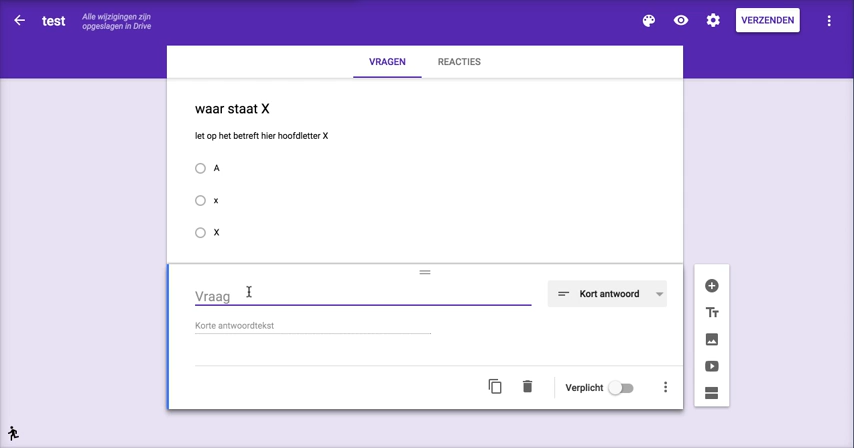 test
Alle wijzigingen zijn
opgeslagen in Drive
VERZENDEN
VRAGEN
REACTIES
waar staat X
let op het betreft hier hoofdletter X
A
x
X
Vraag
Kort antwoord
Korte antwoordtekst
Verplicht
Tт